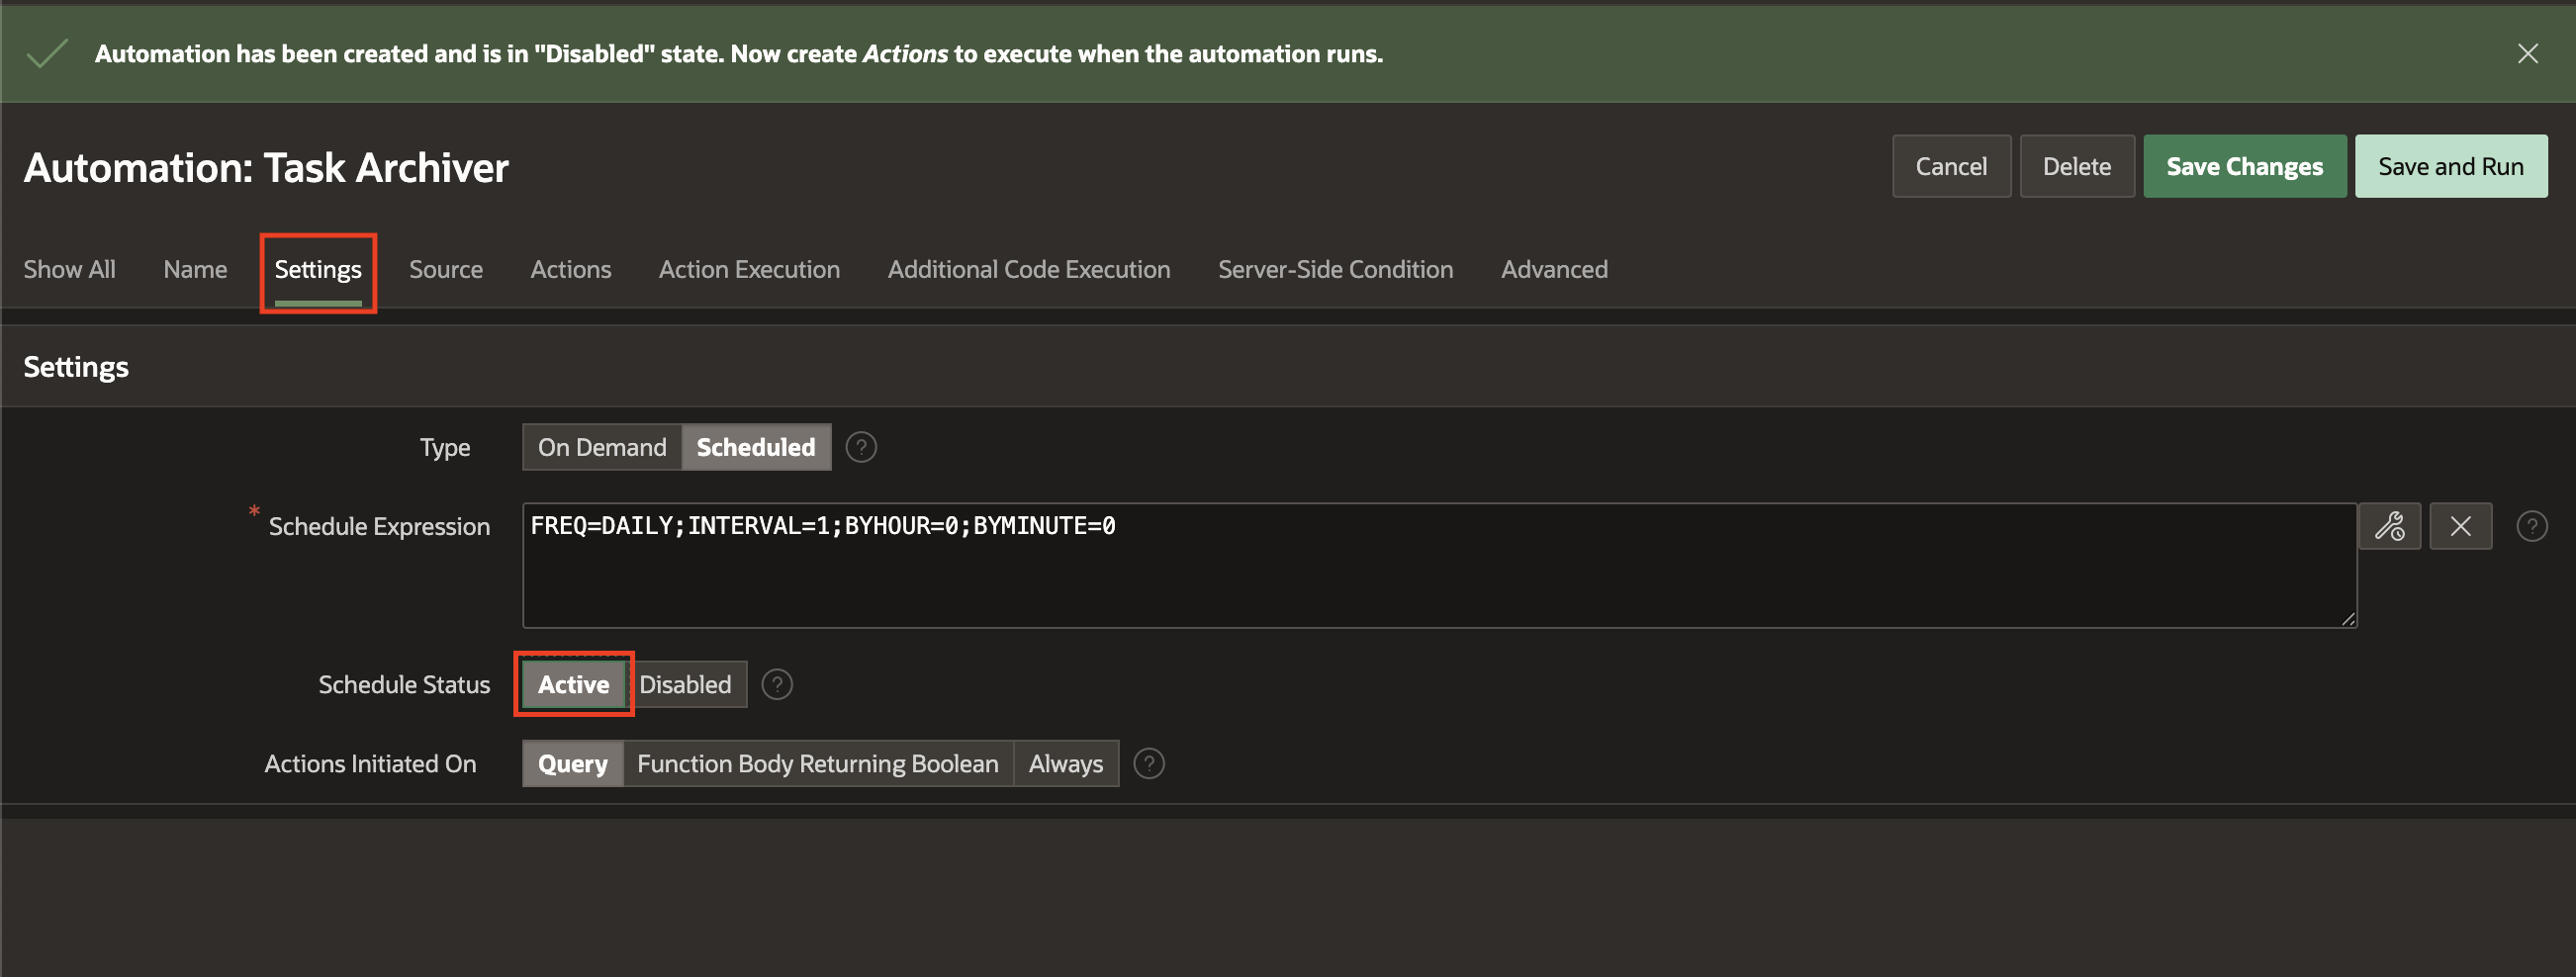 Automation has been created and is in "Disabled" state. Now create Actions to execute when the automation runs.
Automation: Task Archiver
Cancel
Delete
Save Changes
Save and Run
Show All
Name
Settings
Source
Actions
Action Execution
Additional Code Execution
Server-Side Condition
Advanced
Settings
Type
On Demand
Scheduled
?
* Schedule Expression
FREQ=DAILY;INTERVAL=1;BYHOUR=0;BYMINUTE=0
?
Schedule Status
Active
Disabled
?
Actions Initiated On
Query
Function Body Returning Boolean
Always
?